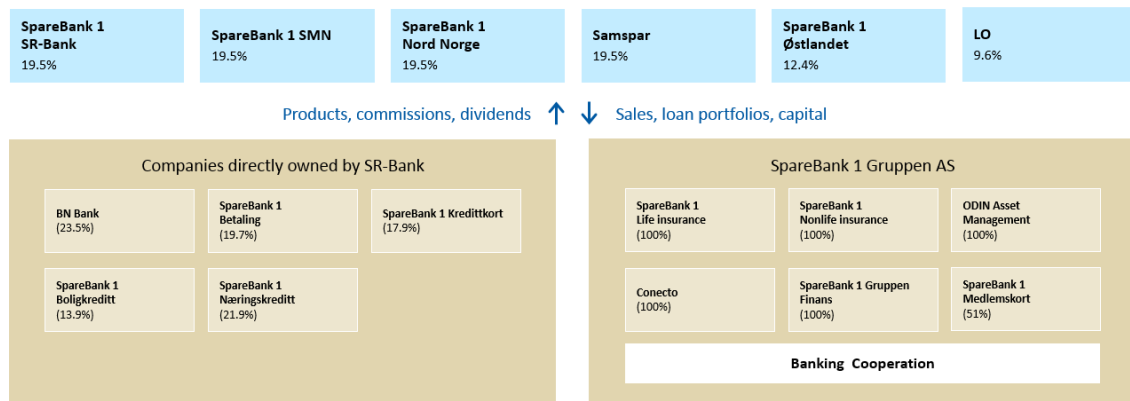 SpareBank 1
SR-Bank
19.5%
SpareBank 1 SMN
19.5%
SpareBank 1
Nord Norge
19.5%
Samspar
19.5%
SpareBank 1
Østlandet
12.4%
LO
9.6%
Products, commissions, dividends
Sales, loan portfolios, capital
Companies directly owned by SR-Bank
BN Bank
(23.5%)
SpareBank 1
Betaling
(19.7%)
SpareBank 1 Kredittkort
(17.9%)
SpareBank 1
Boligkreditt
(13.9%)
SpareBank 1
Næringskreditt
(21.9%)
SpareBank 1 Gruppen AS
SpareBank 1
Life insurance
(100%)
SpareBank 1
Nonlife insurance
(100%)
ODIN Asset
Management
(100%)
Conecto
(100%)
SpareBank 1 Gruppen
Finans
(100%)
SpareBank 1
Medlemskort
(51%)
Banking Cooperation